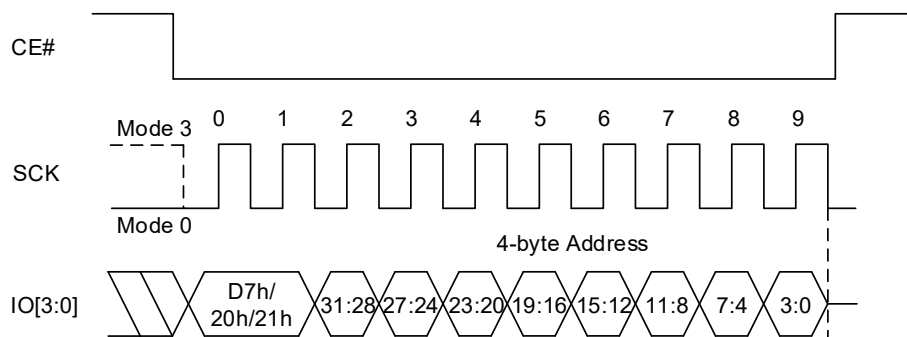 CE#
0 1 2 3 4 5 6 7 8 9
Mode 3
SCK
Mode 0
4-byte Address
IO[3:0]
D7h/
20h/21h
31:28 27:24 23:20 19:16 15:12 11:8 7:4 3:0